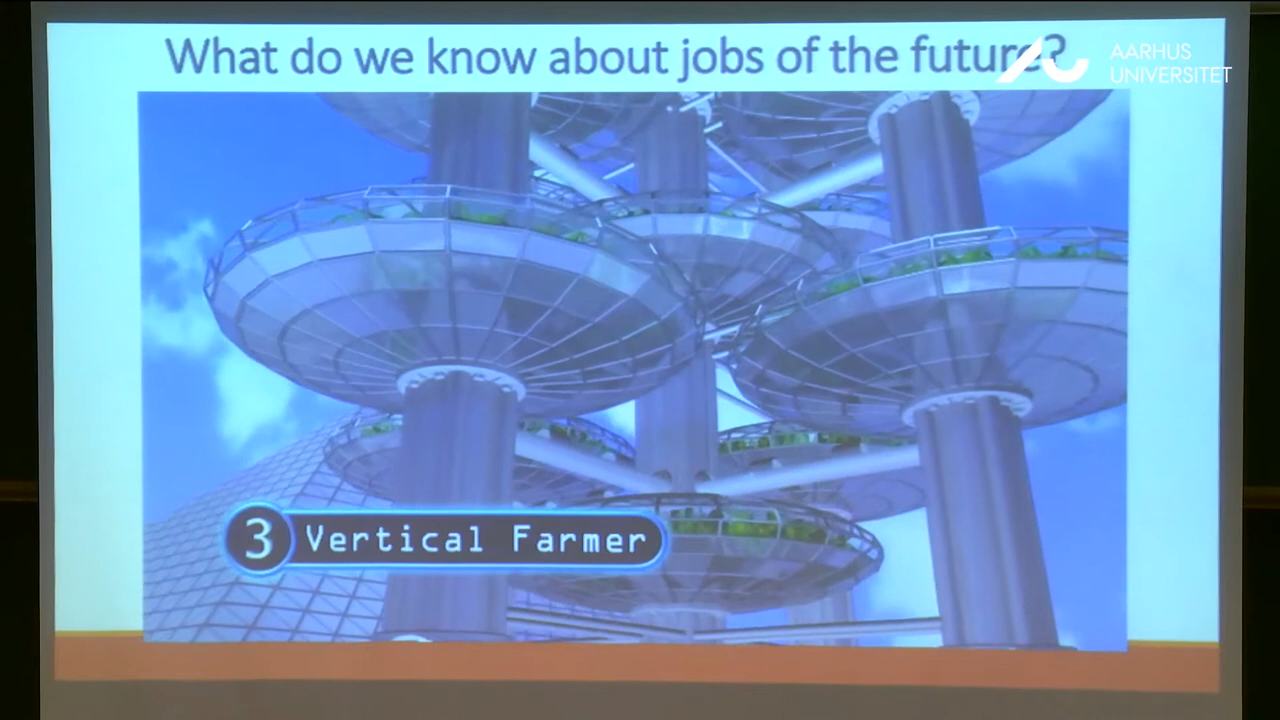 What do we know about jobs of the future?
AARHUS
UNIVERSITET
3 Vertical Farmer